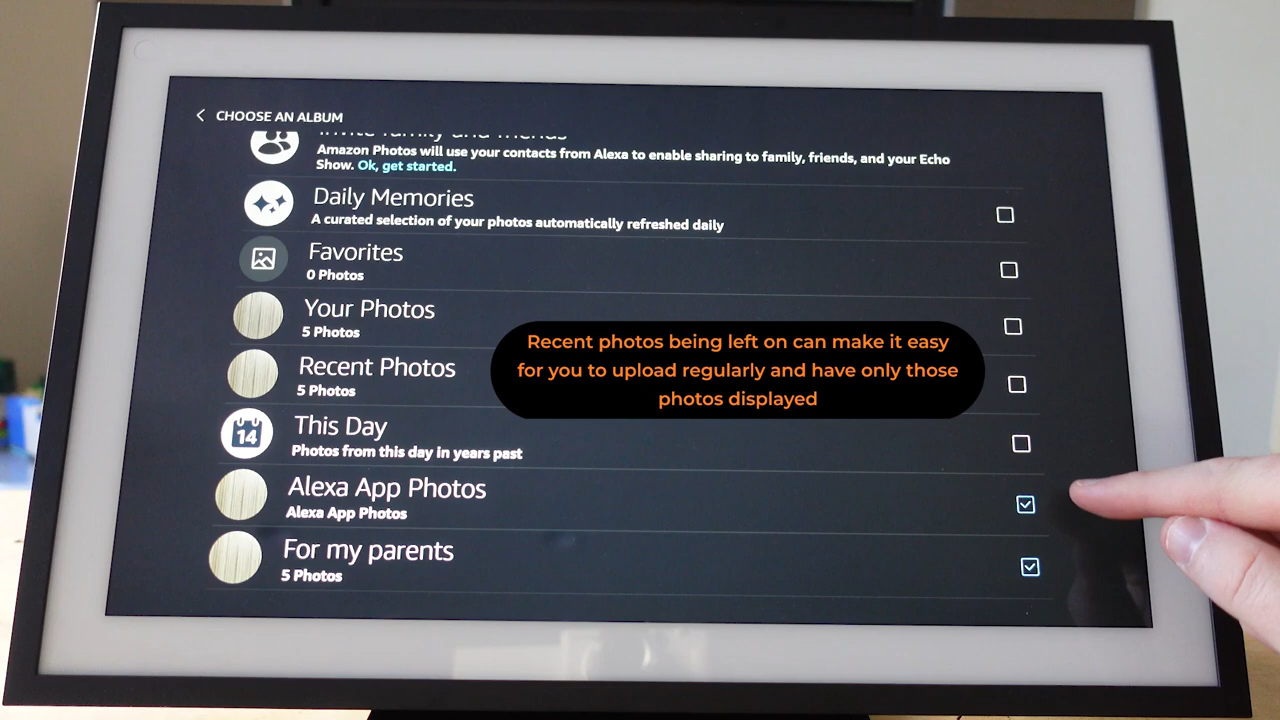 CHOOSE AN ALBUM
Invite family and friends
Amazon Photos will use your contacts from Alexa to enable sharing to family, friends, and your Echo
Show. Ok, get started.
Daily Memories
A curated selection of your photos automatically refreshed daily
Favorites
0 Photos
Your Photos
5 Photos
Recent photos being left on can make it easy
for you to upload regularly and have only those
photos displayed
Recent Photos
5 Photos
This Day
14
Photos from this day in years past
Alexa App Photos
Alexa App Photos
For my parents
5 Photos